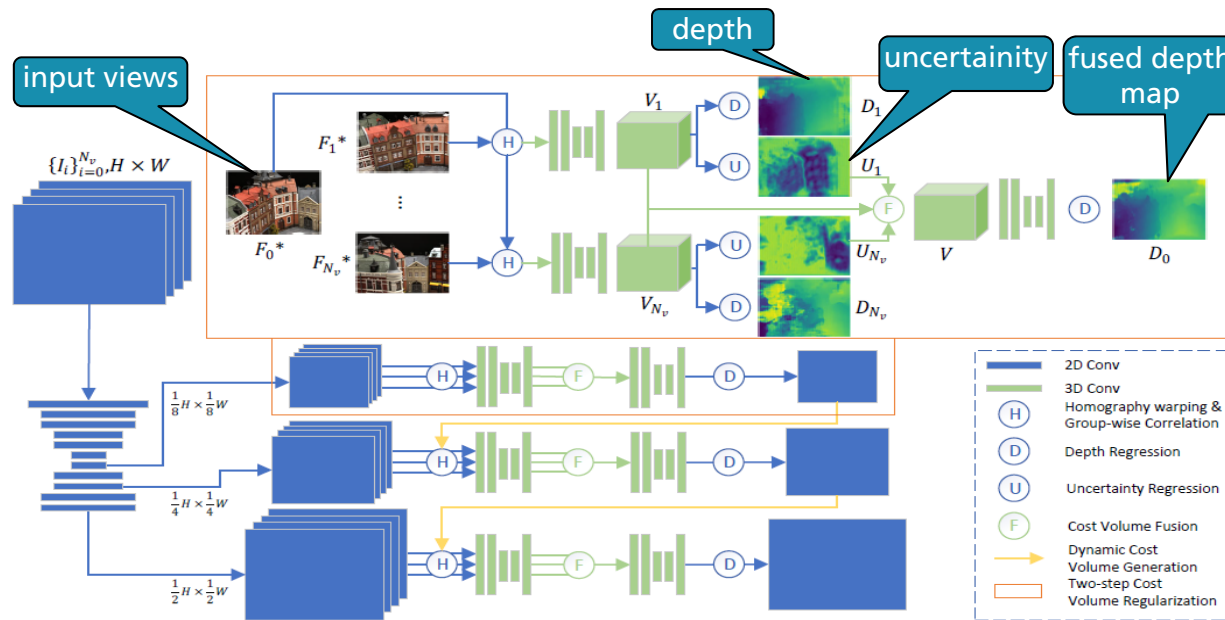 depth
uncertainity
fused depth
map
input views
{I_i}_{i=0}^{N_v}, H × W
F_0*
F_1*
⋮
F_{N_v}*
H
H
V_1
V_{N_v}
D
U
U
D
D_1
U_1
U_{N_v}
D_{N_v}
F
V
D
D_0
1/8 H × 1/8 W
H
F
D
1/4 H × 1/4 W
H
F
D
1/2 H × 1/2 W
H
F
D
2D Conv
3D Conv
H Homography warping &
Group-wise Correlation
D Depth Regression
U Uncertainty Regression
F Cost Volume Fusion
Dynamic Cost
Volume Generation
Two-step Cost
Volume Regularization